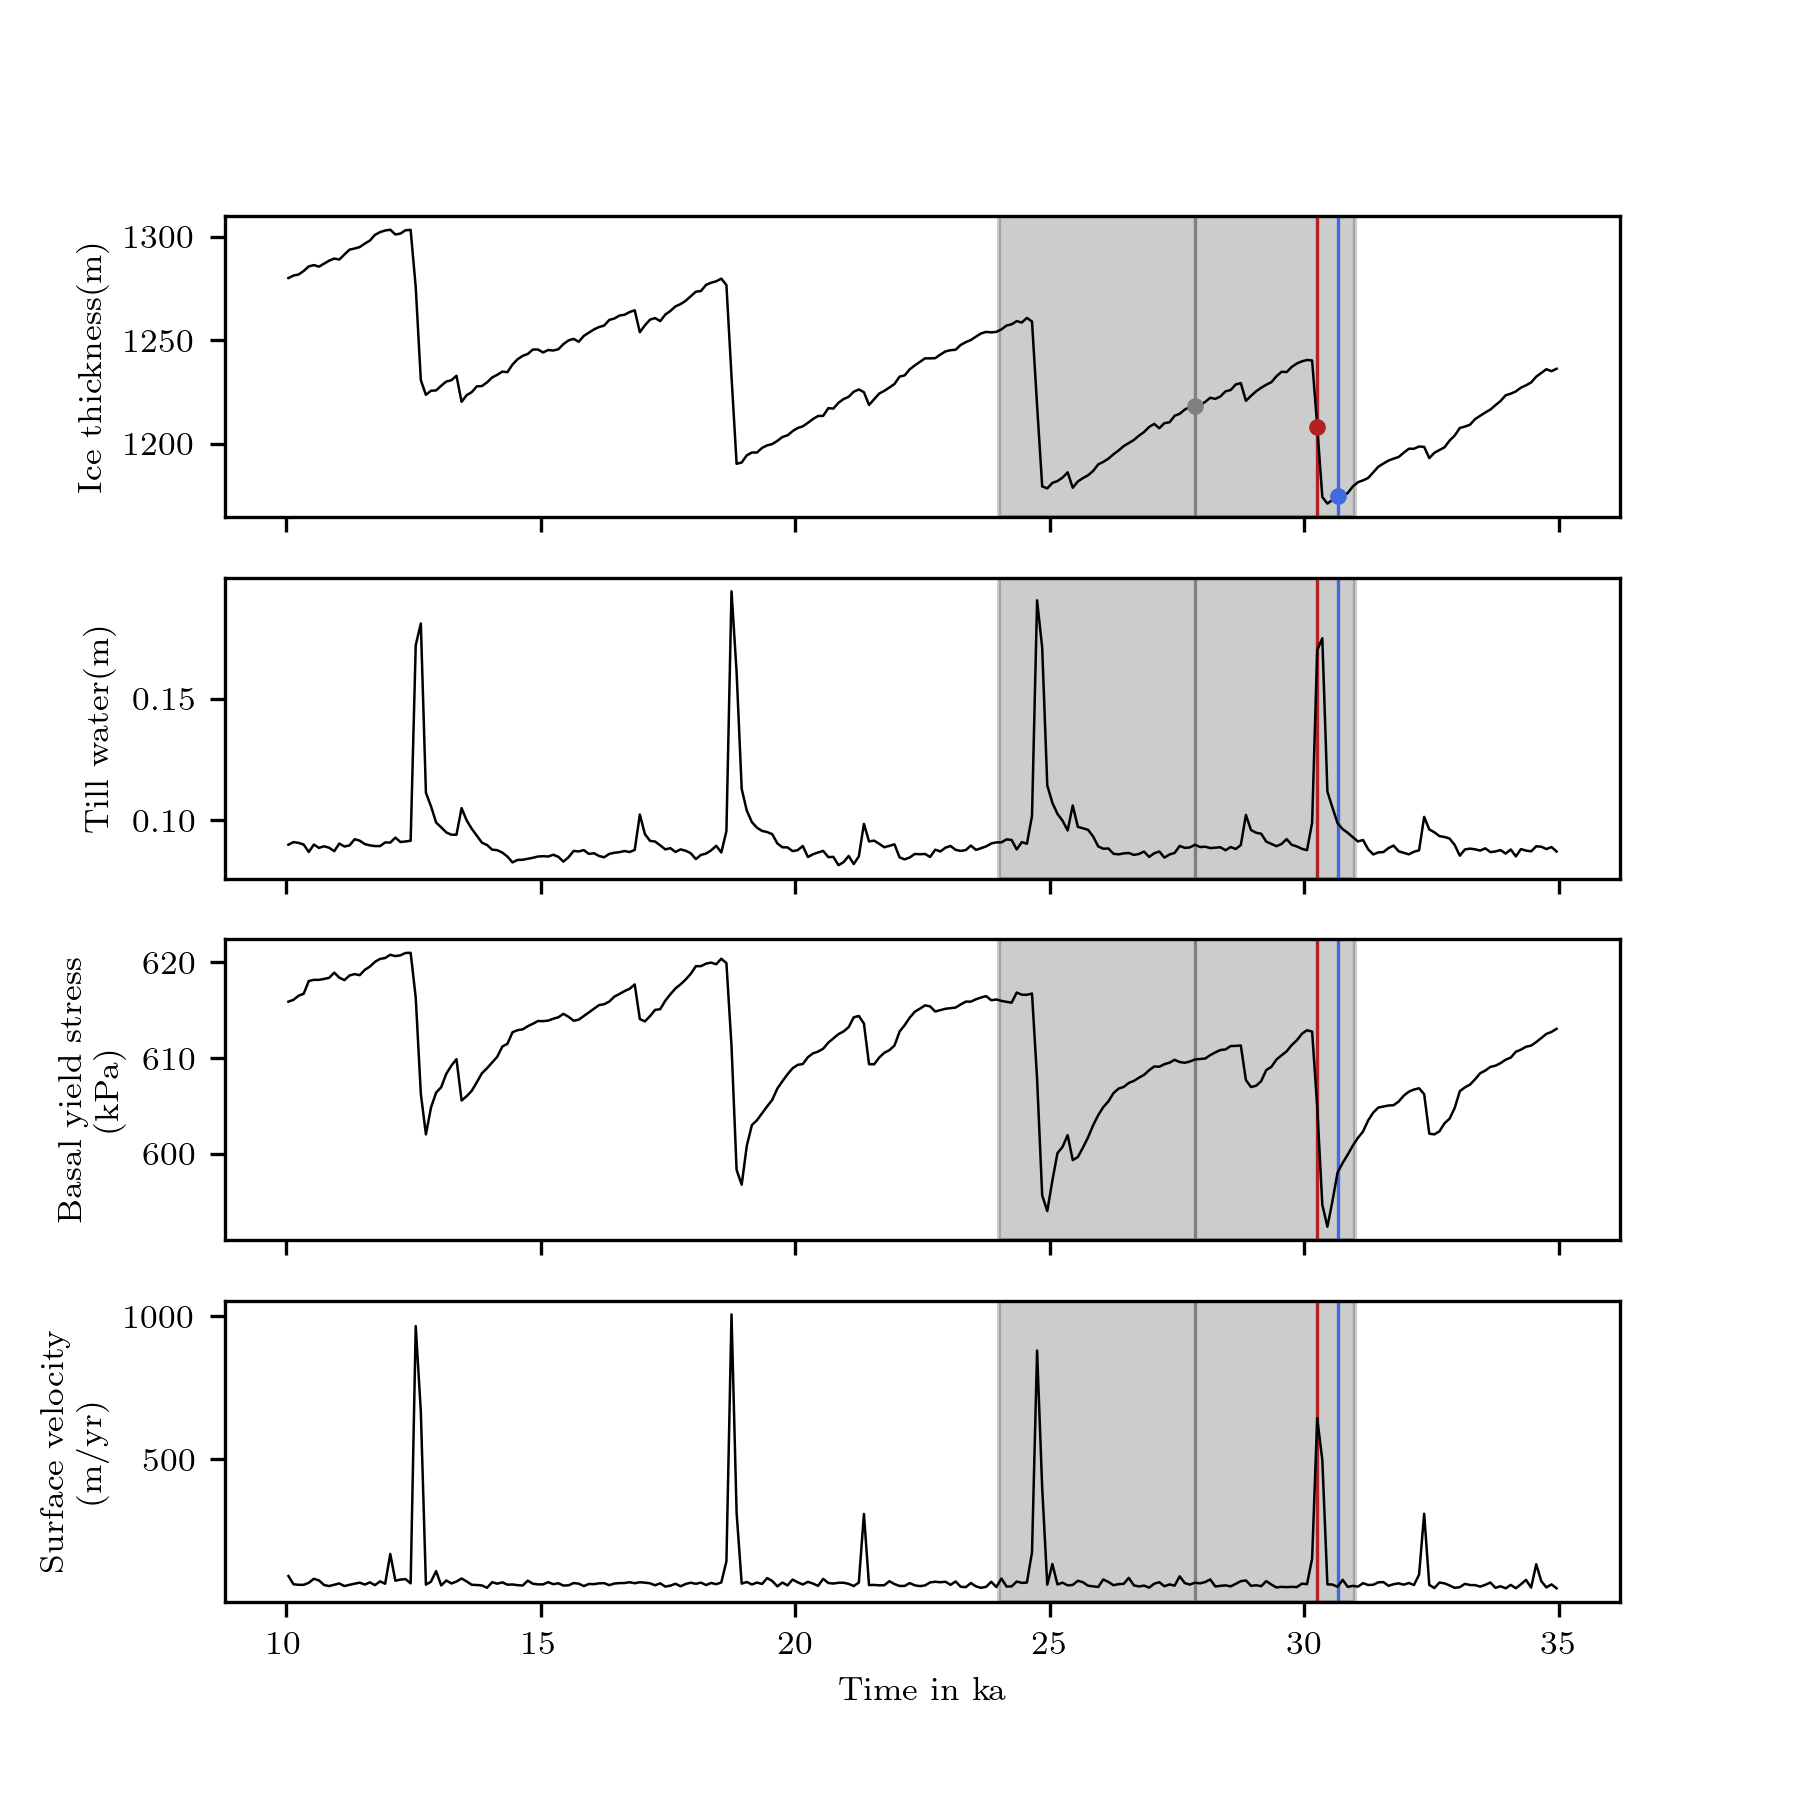 Ice thickness(m)
1300
1250
1200
Till water(m)
0.15
0.10
Basal yield stress
(kPa)
620
610
600
Surface velocity
(m/yr)
1000
500
10 15 20 25 30 35
Time in ka